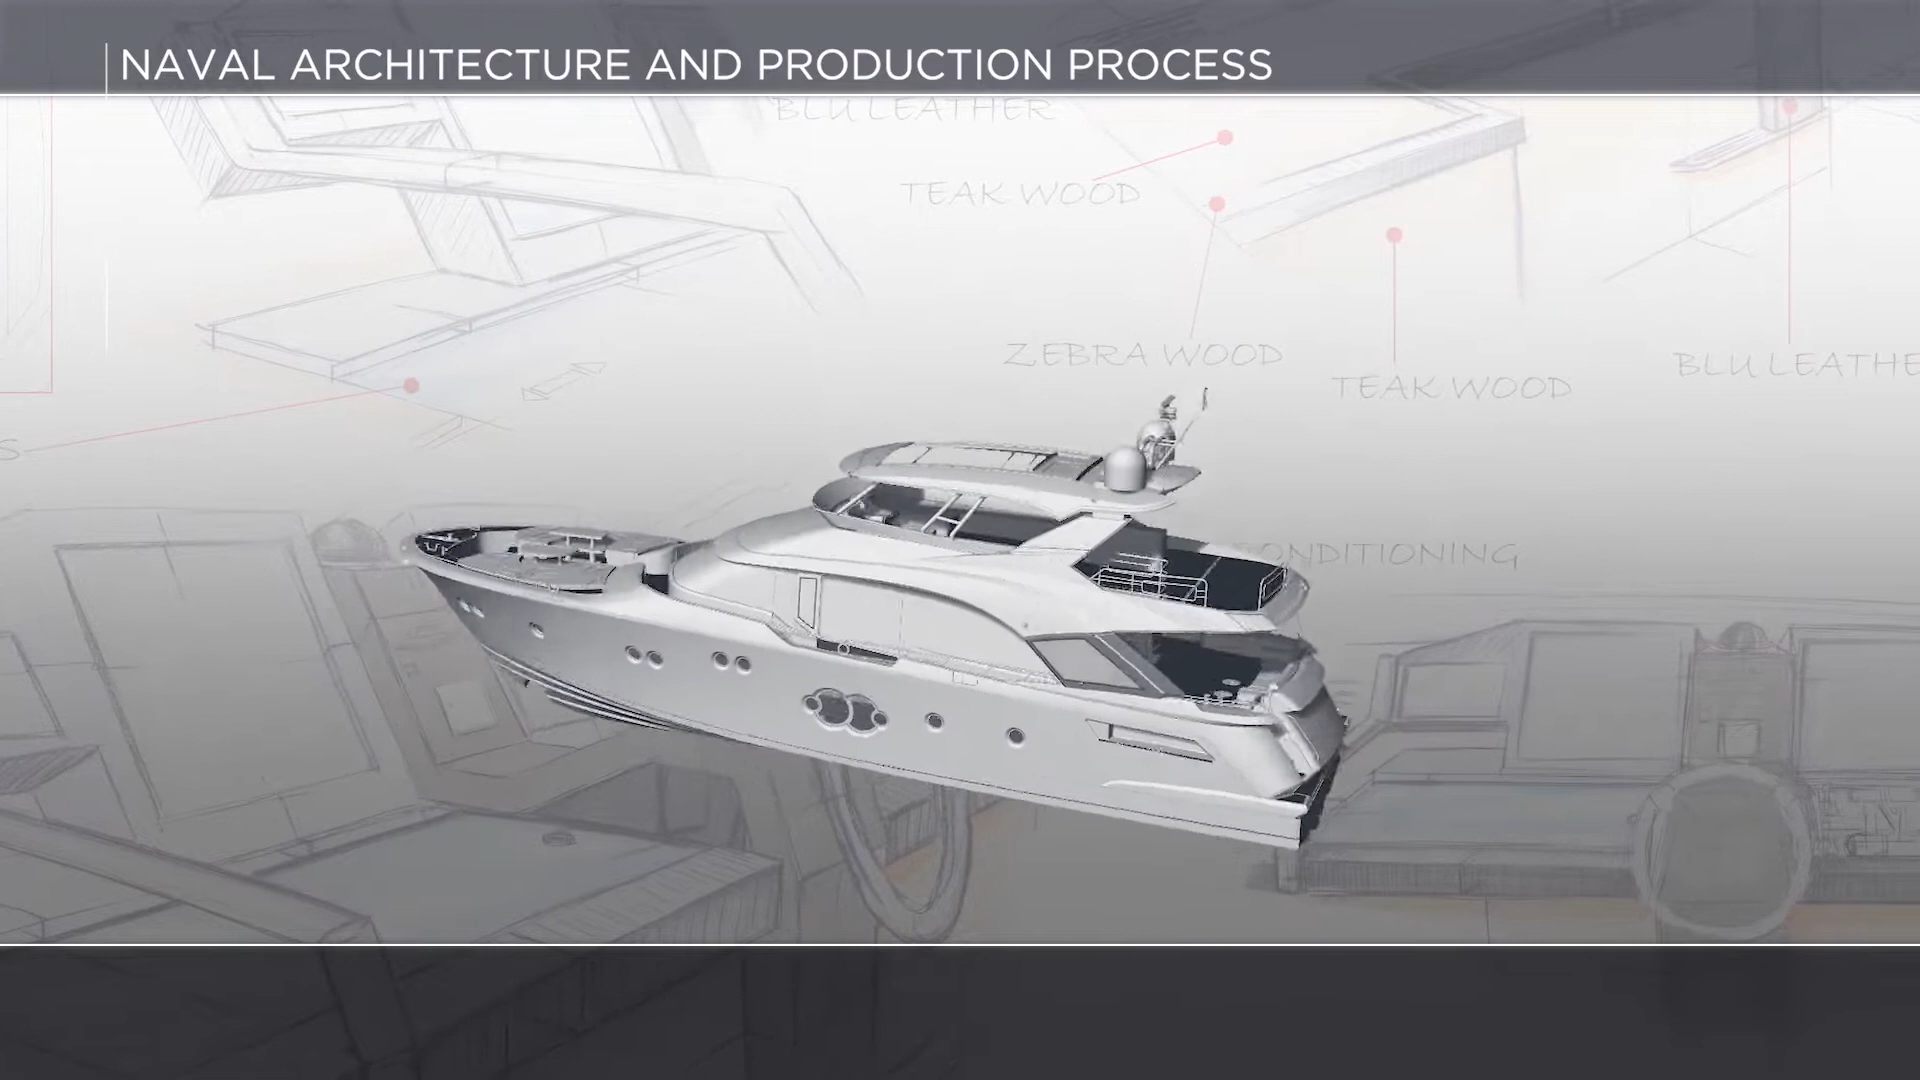 NAVAL ARCHITECTURE AND PRODUCTION PROCESS
BLU LEATHER
TEAK WOOD
ZEBRA WOOD
TEAK WOOD
BLU LEATHE
ONDITIONING
S